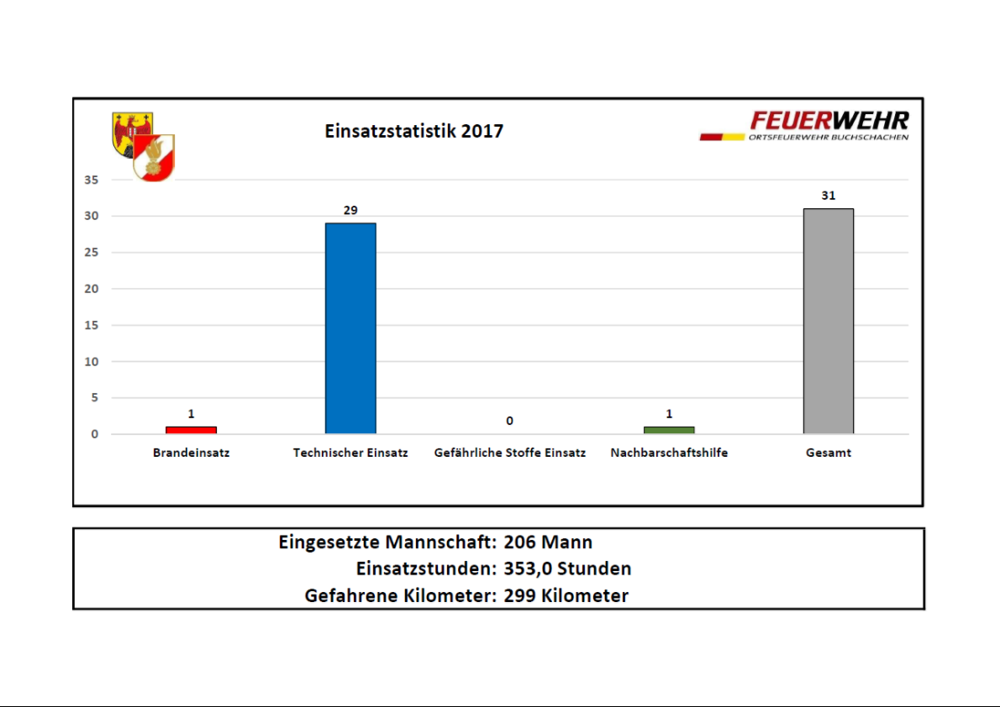 Einsatzstatistik 2017
FEUERWEHR
ORTSFEUERWEHR BUCHSCHACHEN
35
30
25
20
15
10
5
0
1
29
0
1
31
Brandeinsatz
Technischer Einsatz
Gefährliche Stoffe Einsatz
Nachbarschaftshilfe
Gesamt
Eingesetzte Mannschaft: 206 Mann
Einsatzstunden: 353,0 Stunden
Gefahrene Kilometer: 299 Kilometer